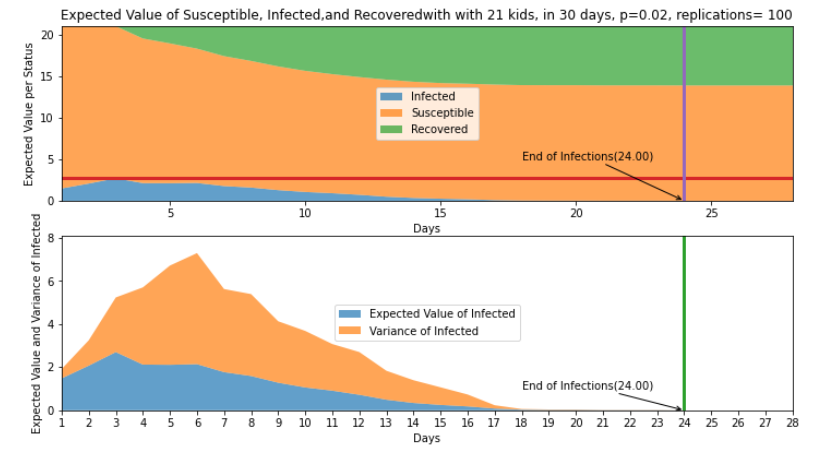 Expected Value of Susceptible, Infected,and Recoveredwith with 21 kids, in 30 days, p=0.02, replications= 100
Expected Value per Status
20
15
10
5
0
Infected
Susceptible
Recovered
End of Infections(24.00)
5 10 15 20 25
Days
Expected Value and Variance of Infected
8
6
4
2
0
Expected Value of Infected
Variance of Infected
End of Infections(24.00)
1 2 3 4 5 6 7 8 9 10 11 12 13 14 15 16 17 18 19 20 21 22 23 24 25 26 27 28
Days